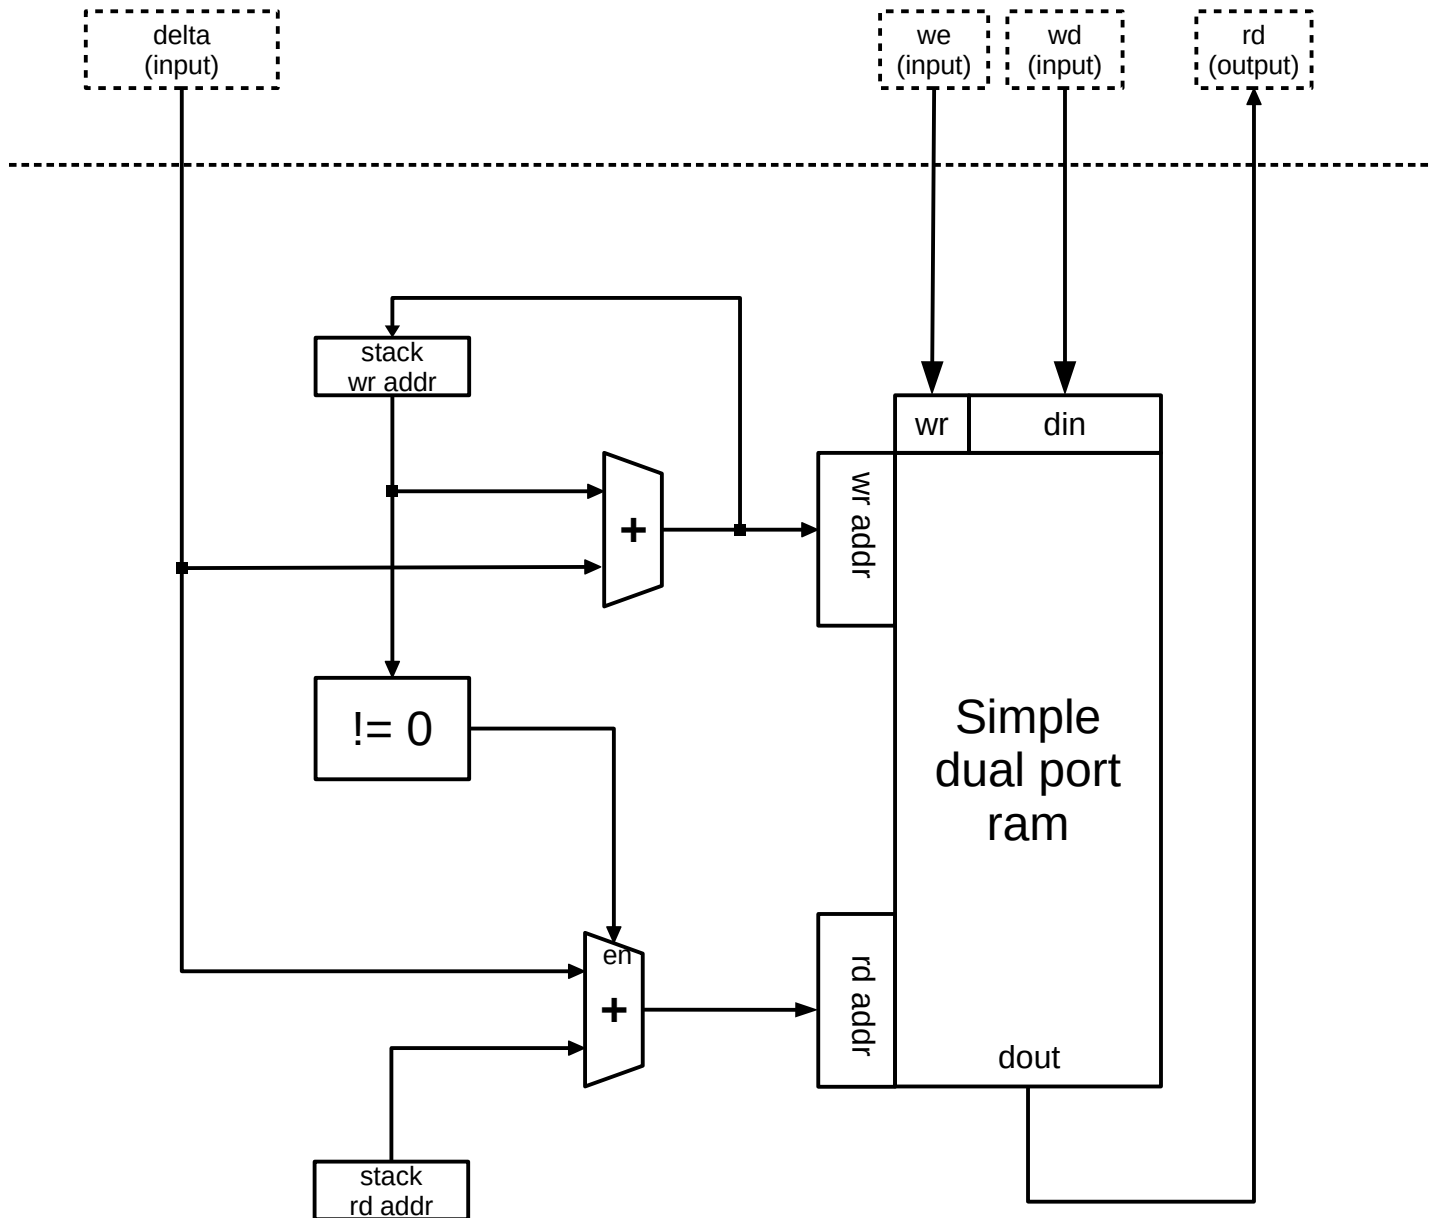 delta
(input)
we
(input)
wd
(input)
rd
(output)
stack
wr addr
wr
din
wr addr
+
!= 0
Simple
dual port
ram
en
+
rd addr
dout
stack
rd addr